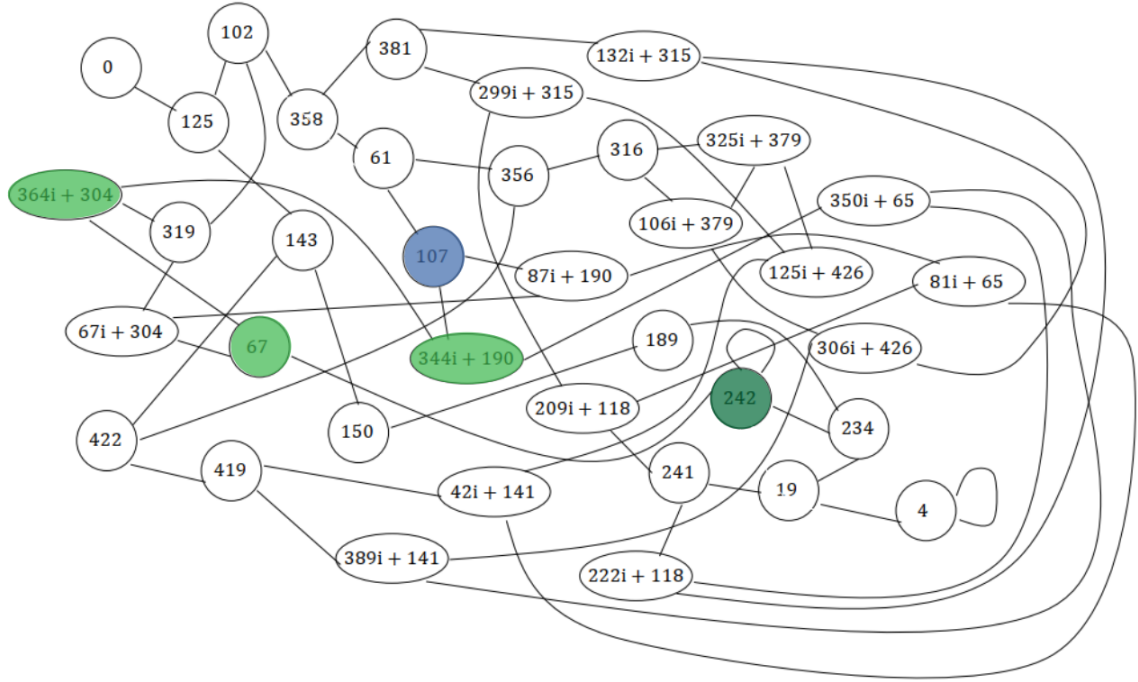 102
381
132i + 315
0
299i + 315
125
358
61
316
325i + 379
356
364i + 304
350i + 65
106i + 379
319
143
107
87i + 190
125i + 426
81i + 65
67i + 304
67
344i + 190
189
306i + 426
242
209i + 118
234
422
150
419
241
42i + 141
19
4
389i + 141
222i + 118